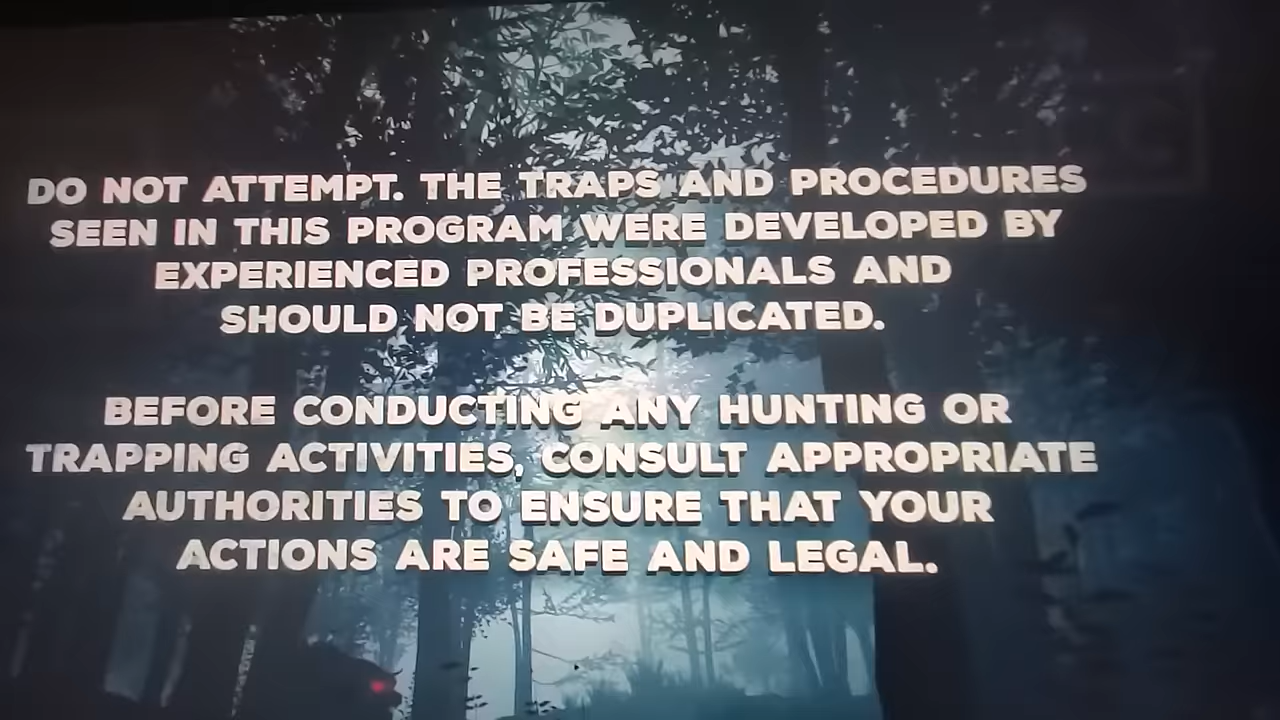 DO NOT ATTEMPT. THE TRAPS AND PROCEDURES
SEEN IN THIS PROGRAM WERE DEVELOPED BY
EXPERIENCED PROFESSIONALS AND
SHOULD NOT BE DUPLICATED.
BEFORE CONDUCTING ANY HUNTING OR
TRAPPING ACTIVITIES, CONSULT APPROPRIATE
AUTHORITIES TO ENSURE THAT YOUR
ACTIONS ARE SAFE AND LEGAL.